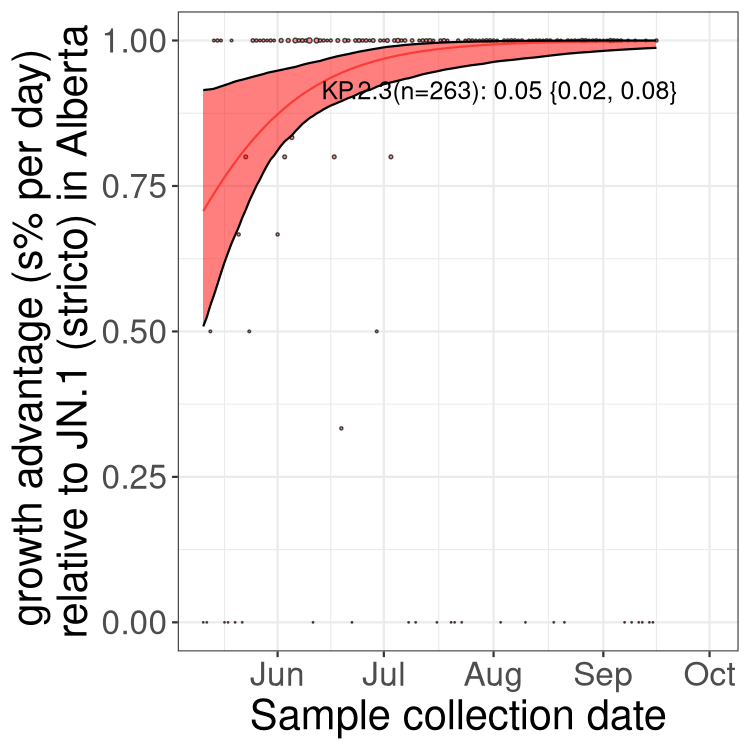 growth advantage (s% per day)
relative to JN.1 (stricto) in Alberta
1.00
0.75
0.50
0.25
0.00
KP.2.3(n=263): 0.05 {0.02, 0.08}
Jun Jul Aug Sep Oct
Sample collection date